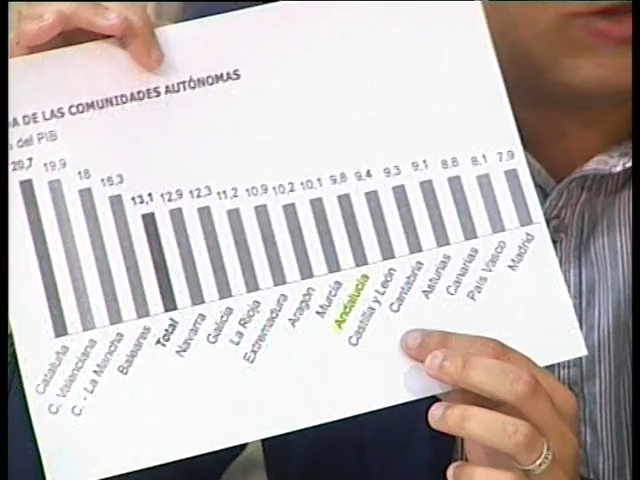 A DE LAS COMUNIDADES AUTÓNOMAS
del PIB
20,7 19,9 18 16,3 13,1 12,9 12,3 11,2 10,9 10,2 10,1 9,8 9,4 9,3 9,1 8,8 8,1 7,9
Cataluña
C. Valenciana
C. - La Mancha
Baleares
Total
Navarra
Galicia
La Rioja
Extremadura
Aragón
Murcia
Andalucía
Castilla y León
Cantabria
Asturias
Canarias
País Vasco
Madrid